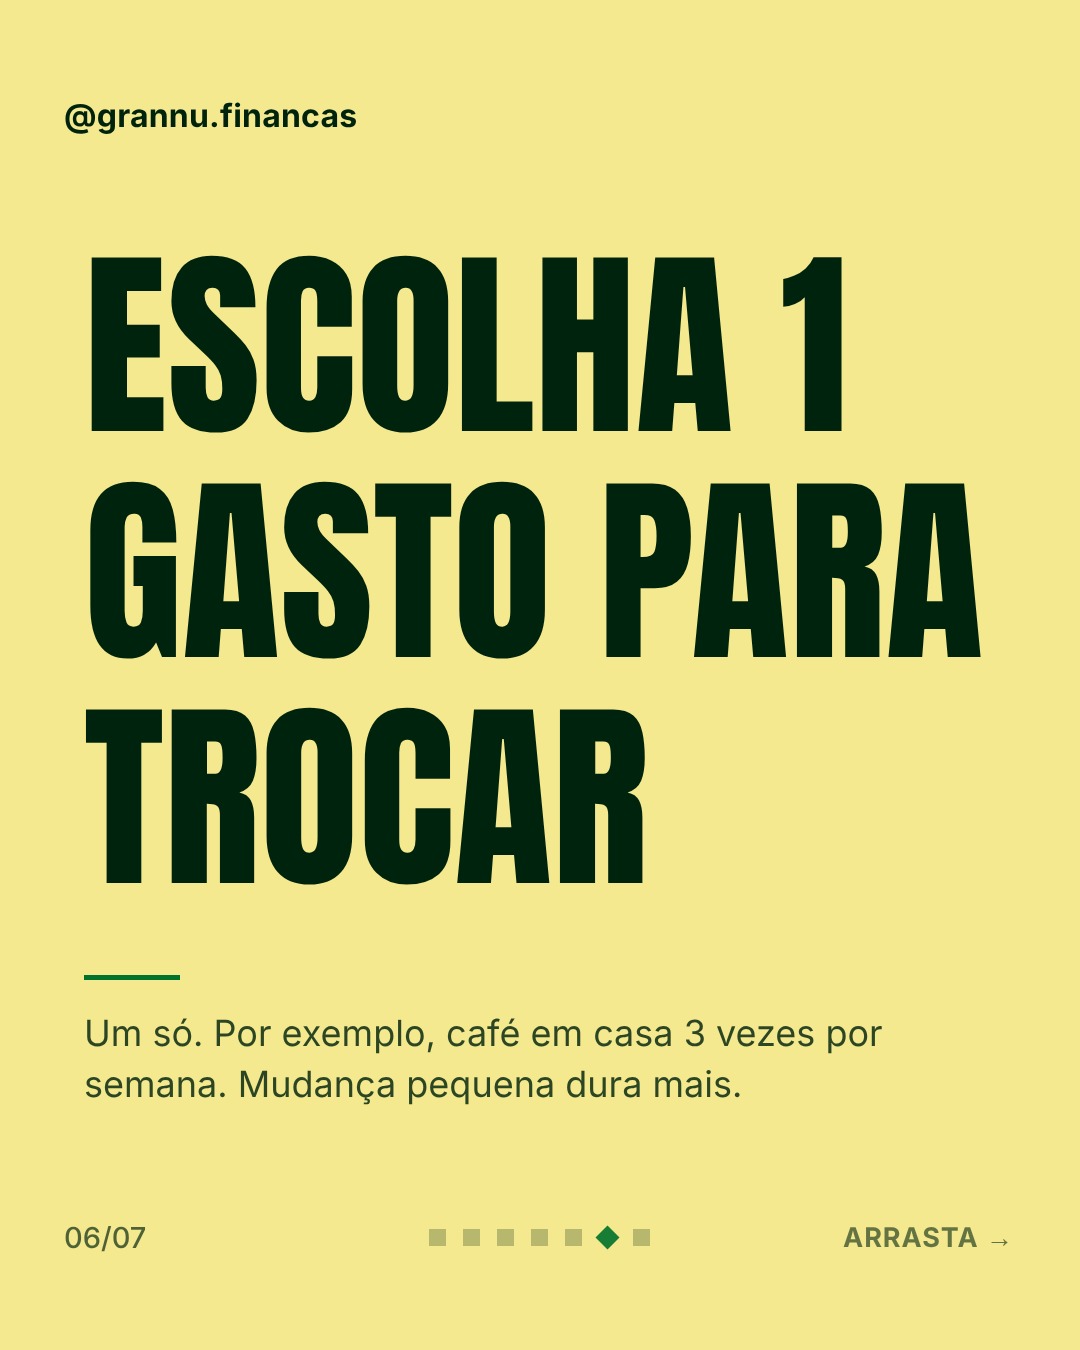 @grannu.financas
ESCOLHA 1
GASTO PARA
TROCAR
Um só. Por exemplo, café em casa 3 vezes por
semana. Mudança pequena dura mais.
06/07
ARRASTA →